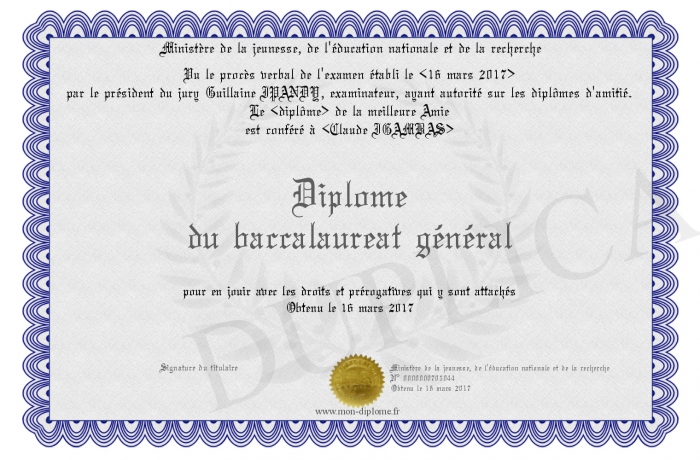 Ministère de la jeunesse, de l'éducation nationale et de la recherche
Vu le procès verbal de l'examen établi le <16 mars 2017>
par le président du jury Guillaine IPANDY, examinateur, ayant autorité sur les diplômes d'amitié.
Le <diplôme> de la meilleure Amie
est conféré à <Claude IGAMBAS>
Diplome
du baccalaureat général
pour en jouir avec les droits et prérogatives qui y sont attachés
Obtenu le 16 mars 2017
DUPLICA
Signature du titulaire
Ministère de la jeunesse, de l'éducation nationale et de la recherche
Obtenu le 16 mars 2017
www.mon-diplome.fr